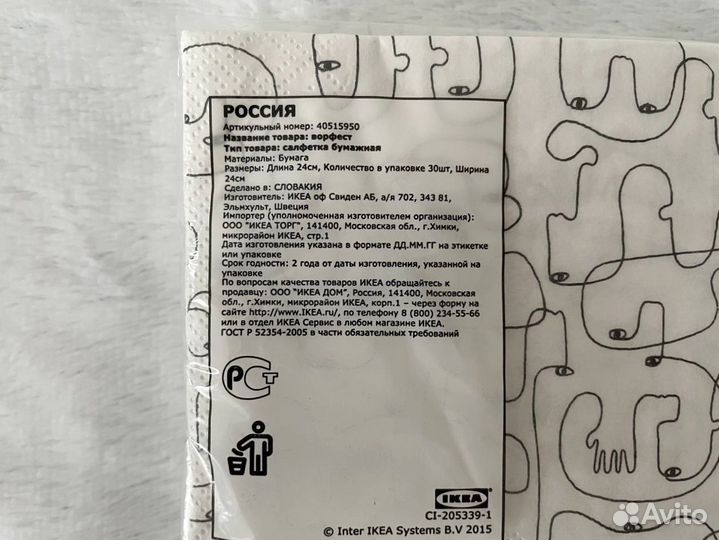 РОССИЯ
Артикульный номер: 40515950
Название товара: ворфест
Тип товара: салфетка бумажная
Материалы: Бумага
Размеры: Длина 24см, Количество в упаковке 30шт, Ширина
24см
Сделано в: СЛОВАКИЯ
Изготовитель: ИКЕА оф Свиден АБ, а/я 702, 343 81,
Эльмхульт, Швеция
Импортер (уполномоченная изготовителем организация):
ООО "ИКЕА ТОРГ", 141400, Московская обл., г.Химки,
микрорайон ИКЕА, стр.1
Дата изготовления указана в формате ДД.ММ.ГГ на этикетке
или упаковке
Срок годности: 2 года от даты изготовления, указанной на
упаковке
По вопросам качества товаров ИКЕА обращайтесь к
продавцу: ООО "ИКЕА ДОМ", Россия, 141400, Московская
обл., г.Химки, микрорайон ИКЕА, корп.1 – через форму на
сайте http://www.IKEA.ru/, по телефону 8 (800) 234-55-66
или в отдел ИКЕА Сервис в любом магазине ИКЕА.
ГОСТ Р 52354-2005 в части обязательных требований
РСТ
IKEA
CI-205339-1
© Inter IKEA Systems B.V 2015
Avito